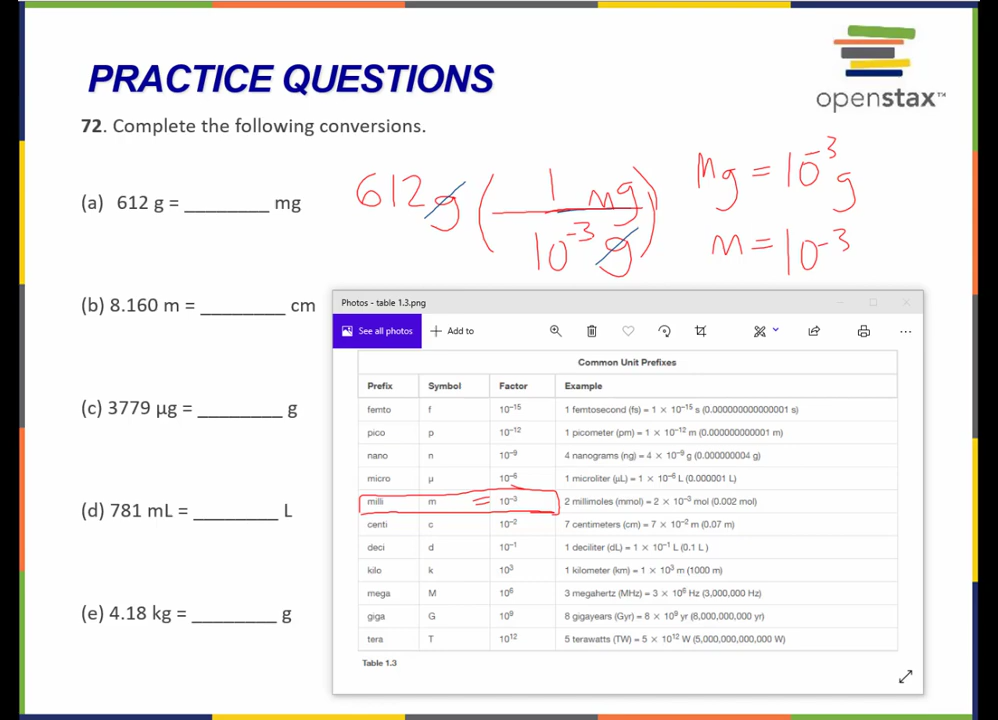 PRACTICE QUESTIONS
openstax™
72. Complete the following conversions.
(a) 612 g = ________ mg
612 g ( 1 mg / 10⁻³ g )
Mg = 10⁻³ g
m = 10⁻³
(b) 8.160 m = ________ cm
(c) 3779 µg = ________ g
(d) 781 mL = ________ L
(e) 4.18 kg = ________ g
Photos - table 1.3.png
See all photos + Add to
Common Unit Prefixes
Prefix Symbol Factor Example
femto f 10⁻¹⁵ 1 femtosecond (fs) = 1 × 10⁻¹⁵ s (0.000000000000001 s)
pico p 10⁻¹² 1 picometer (pm) = 1 × 10⁻¹² m (0.000000000001 m)
nano n 10⁻⁹ 4 nanograms (ng) = 4 × 10⁻⁹ g (0.000000004 g)
micro µ 10⁻⁶ 1 microliter (µL) = 1 × 10⁻⁶ L (0.000001 L)
milli m = 10⁻³ 2 millimoles (mmol) = 2 × 10⁻³ mol (0.002 mol)
centi c 10⁻² 7 centimeters (cm) = 7 × 10⁻² m (0.07 m)
deci d 10⁻¹ 1 deciliter (dL) = 1 × 10⁻¹ L (0.1 L )
kilo k 10³ 1 kilometer (km) = 1 × 10³ m (1000 m)
mega M 10⁶ 3 megahertz (MHz) = 3 × 10⁶ Hz (3,000,000 Hz)
giga G 10⁹ 8 gigayears (Gyr) = 8 × 10⁹ yr (8,000,000,000 yr)
tera T 10¹² 5 terawatts (TW) = 5 × 10¹² W (5,000,000,000,000 W)
Table 1.3